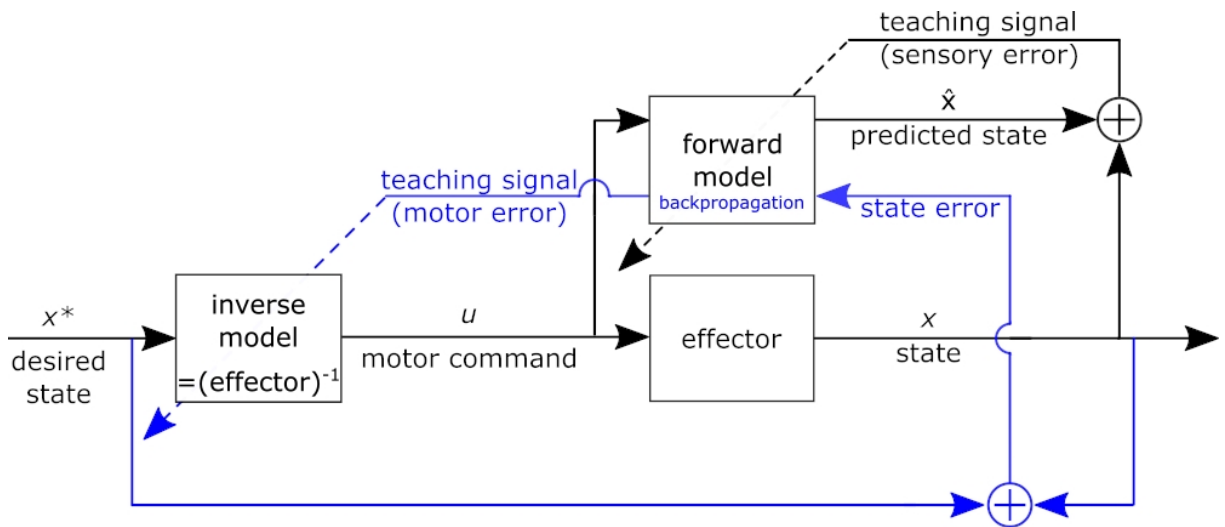 teaching signal
(sensory error)
x̂
predicted state
forward
model
backpropagation
teaching signal
(motor error)
state error
x*
desired
state
inverse
model
=(effector)⁻¹
u
motor command
effector
x
state